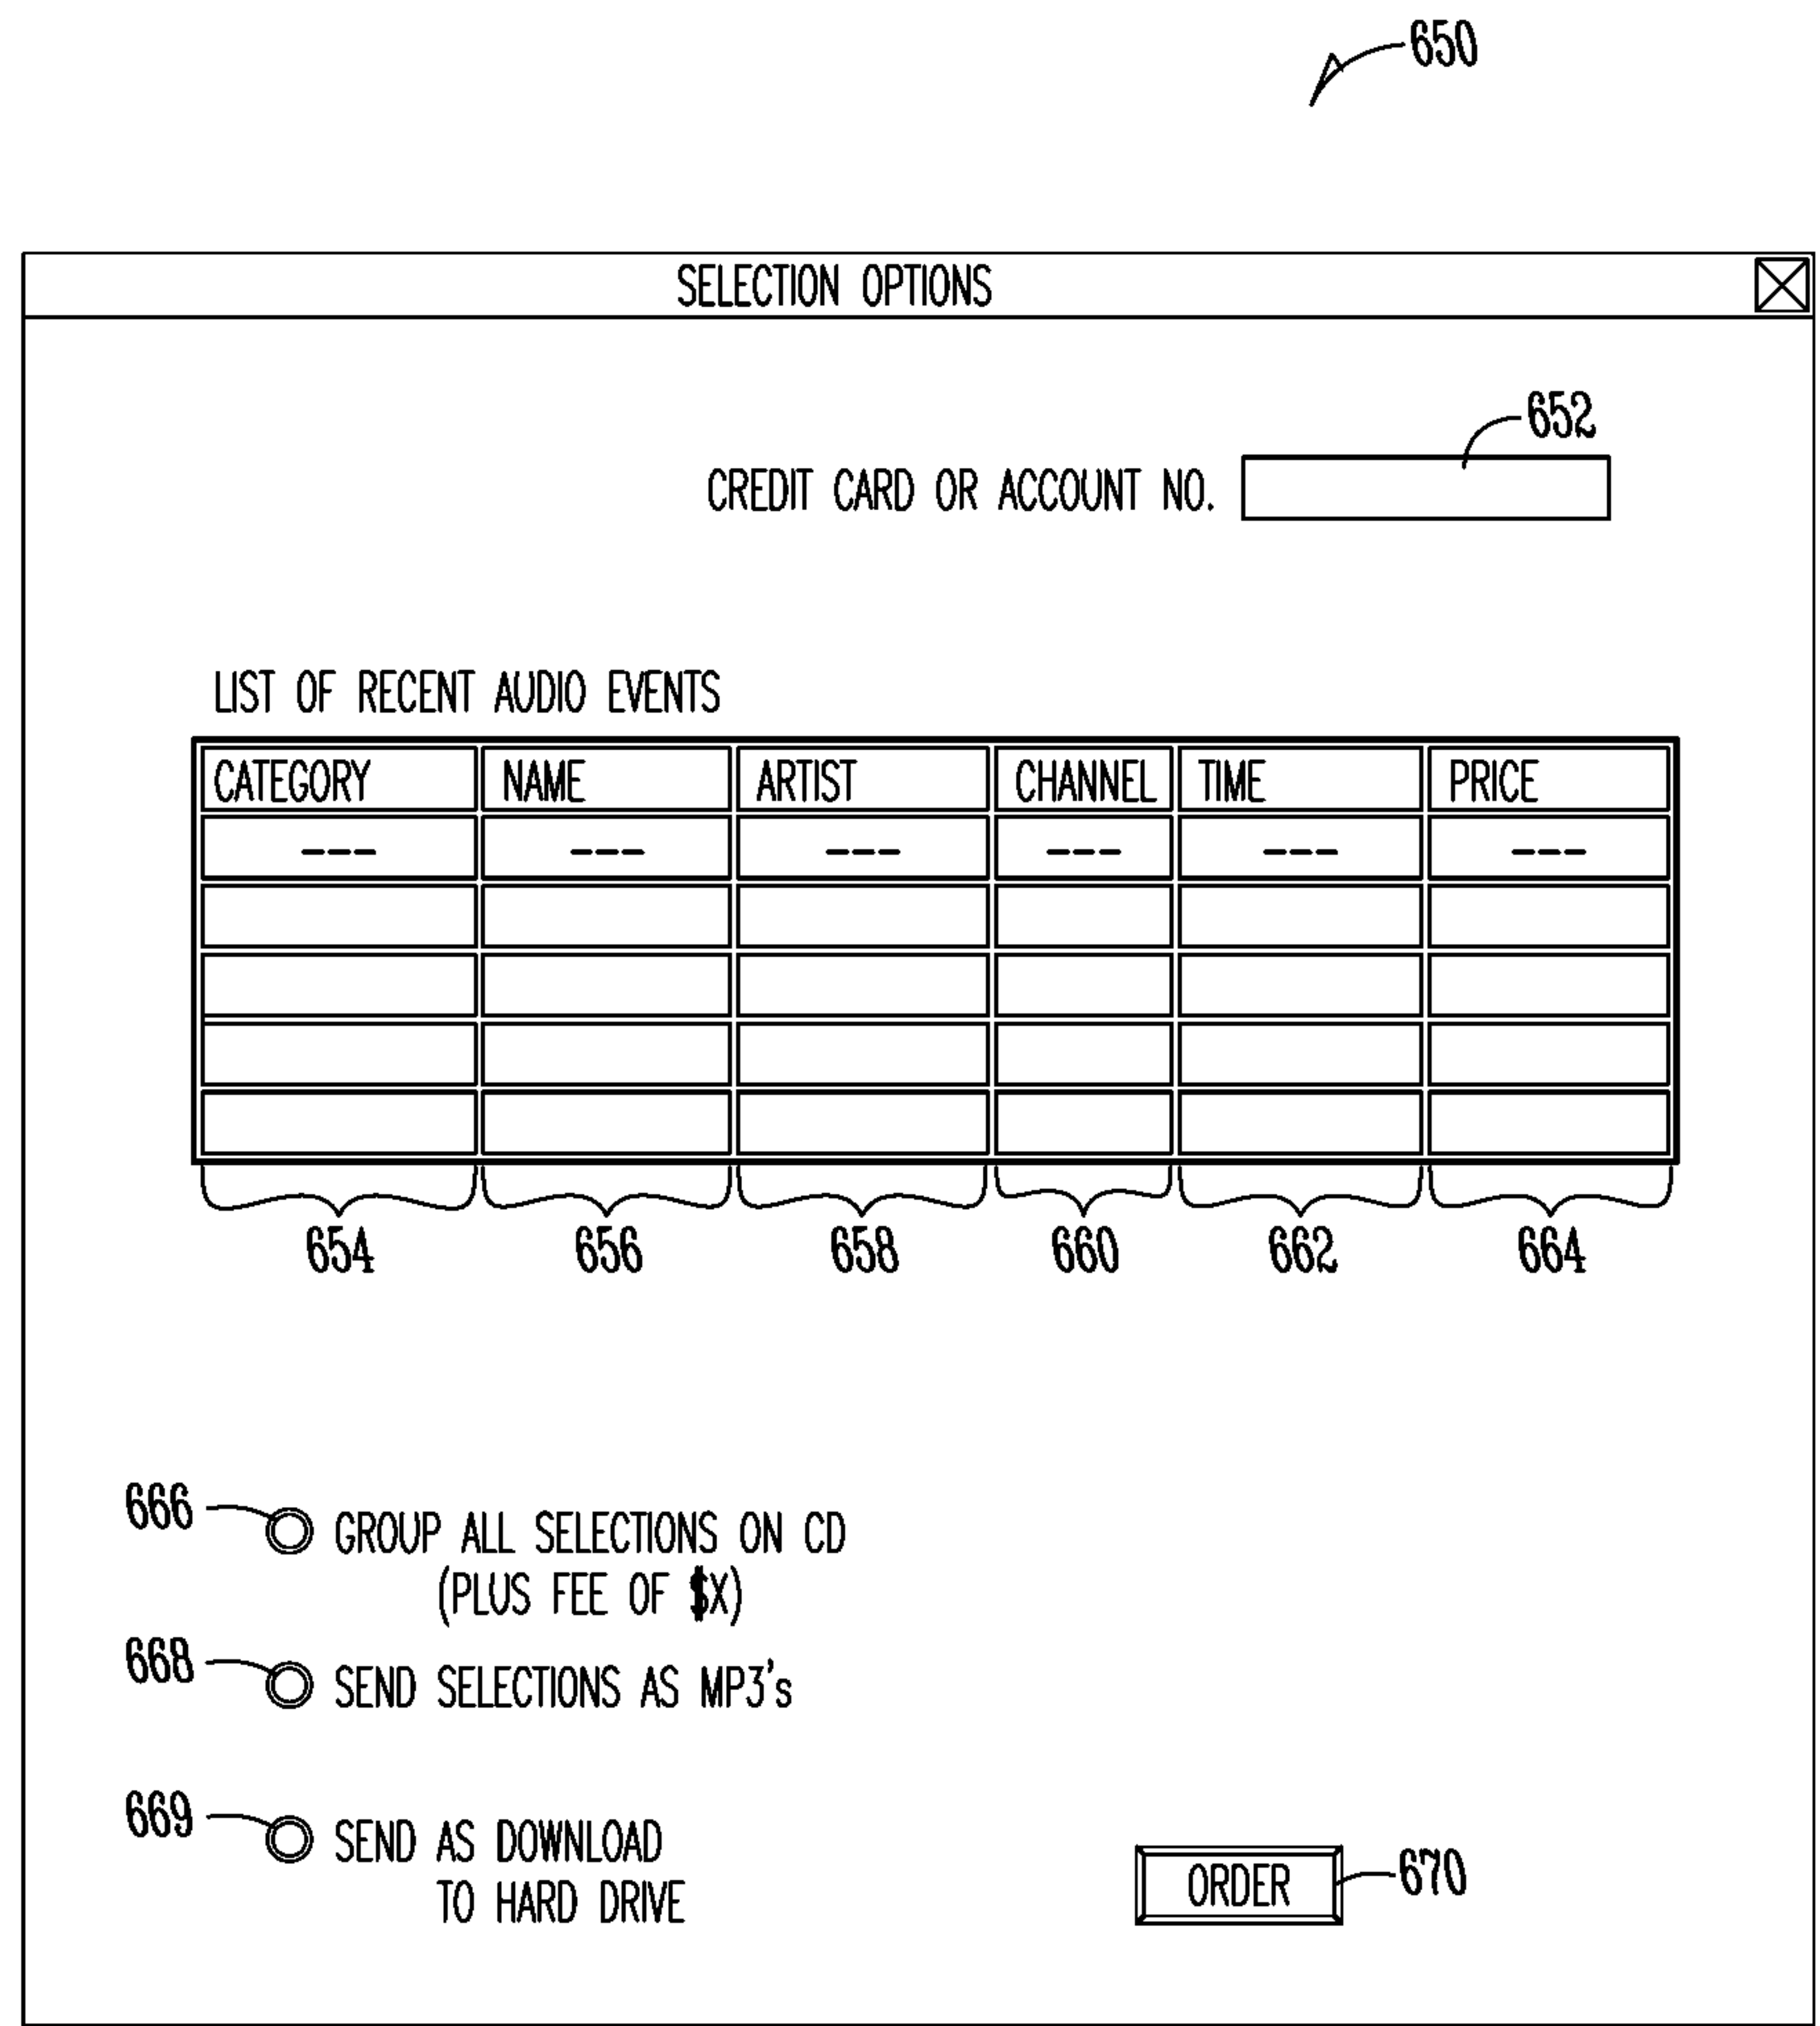 650
SELECTION OPTIONS
652
CREDIT CARD OR ACCOUNT NO.
LIST OF RECENT AUDIO EVENTS
CATEGORY NAME ARTIST CHANNEL TIME PRICE
--- --- --- --- --- ---
654 656 658 660 662 664
666 GROUP ALL SELECTIONS ON CD
(PLUS FEE OF $X)
668 SEND SELECTIONS AS MP3's
669 SEND AS DOWNLOAD
TO HARD DRIVE
ORDER 670